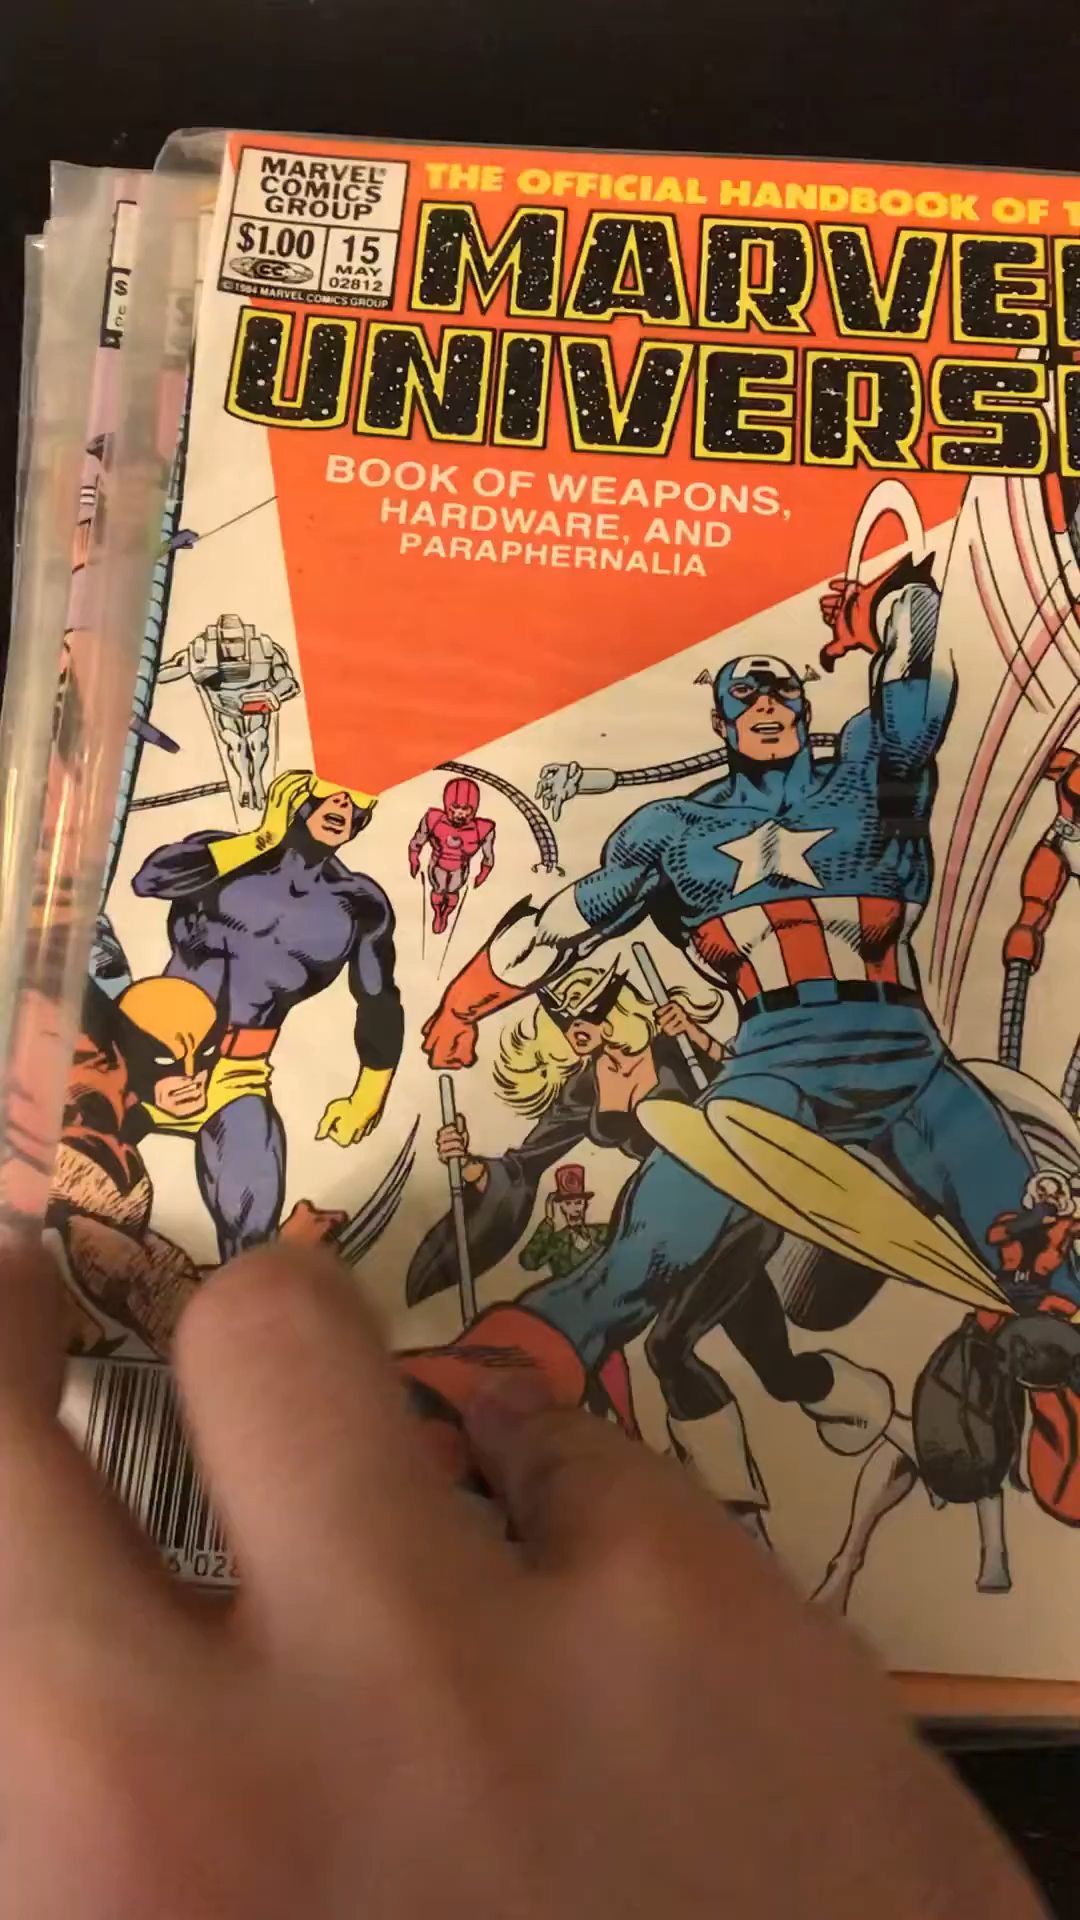 MARVEL®
COMICS
GROUP
$1.00
15
MAY
02812
CC
© 1984 MARVEL COMICS GROUP
THE OFFICIAL HANDBOOK OF T
MARVE
UNIVERS
BOOK OF WEAPONS,
HARDWARE, AND
PARAPHERNALIA
S